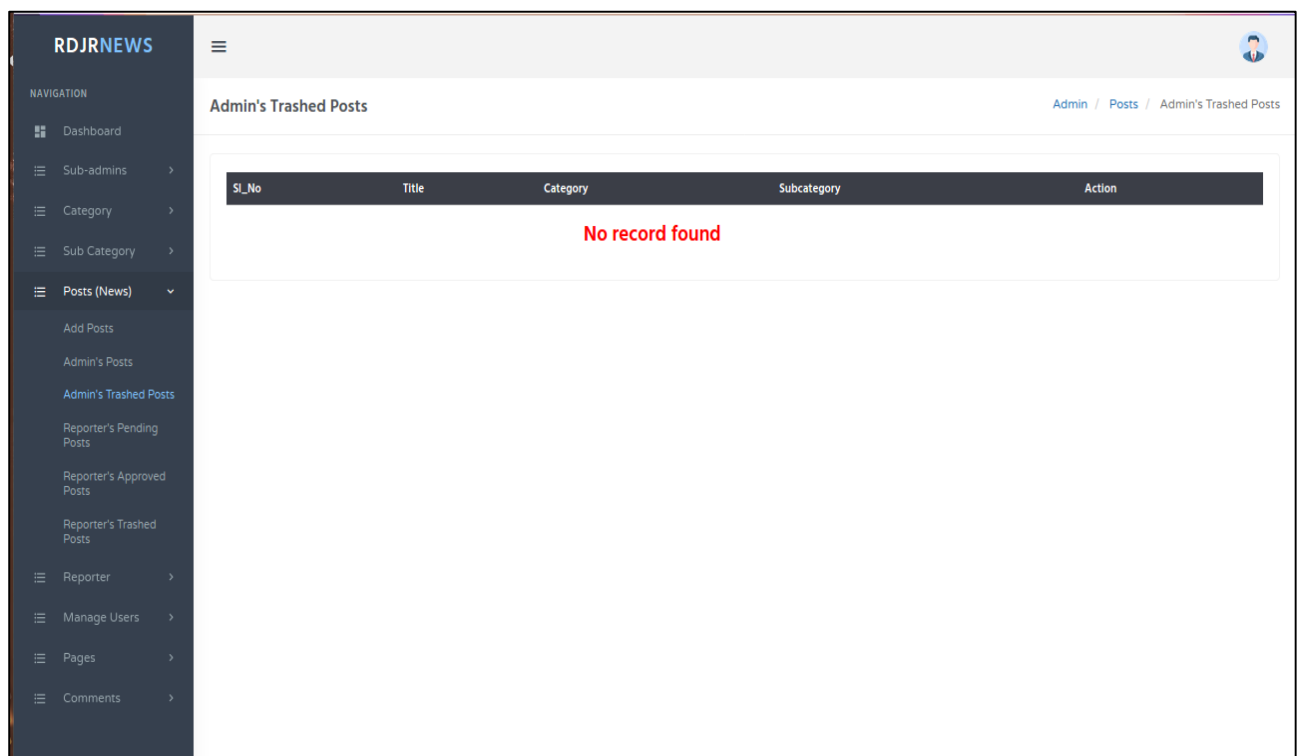 RDJRNEWS
NAVIGATION
Dashboard
Sub-admins
Category
Sub Category
Posts (News)
Add Posts
Admin's Posts
Admin's Trashed Posts
Reporter's Pending
Posts
Reporter's Approved
Posts
Reporter's Trashed
Posts
Reporter
Manage Users
Pages
Comments
Admin's Trashed Posts
Admin / Posts / Admin's Trashed Posts
Sl_No Title Category Subcategory Action
No record found